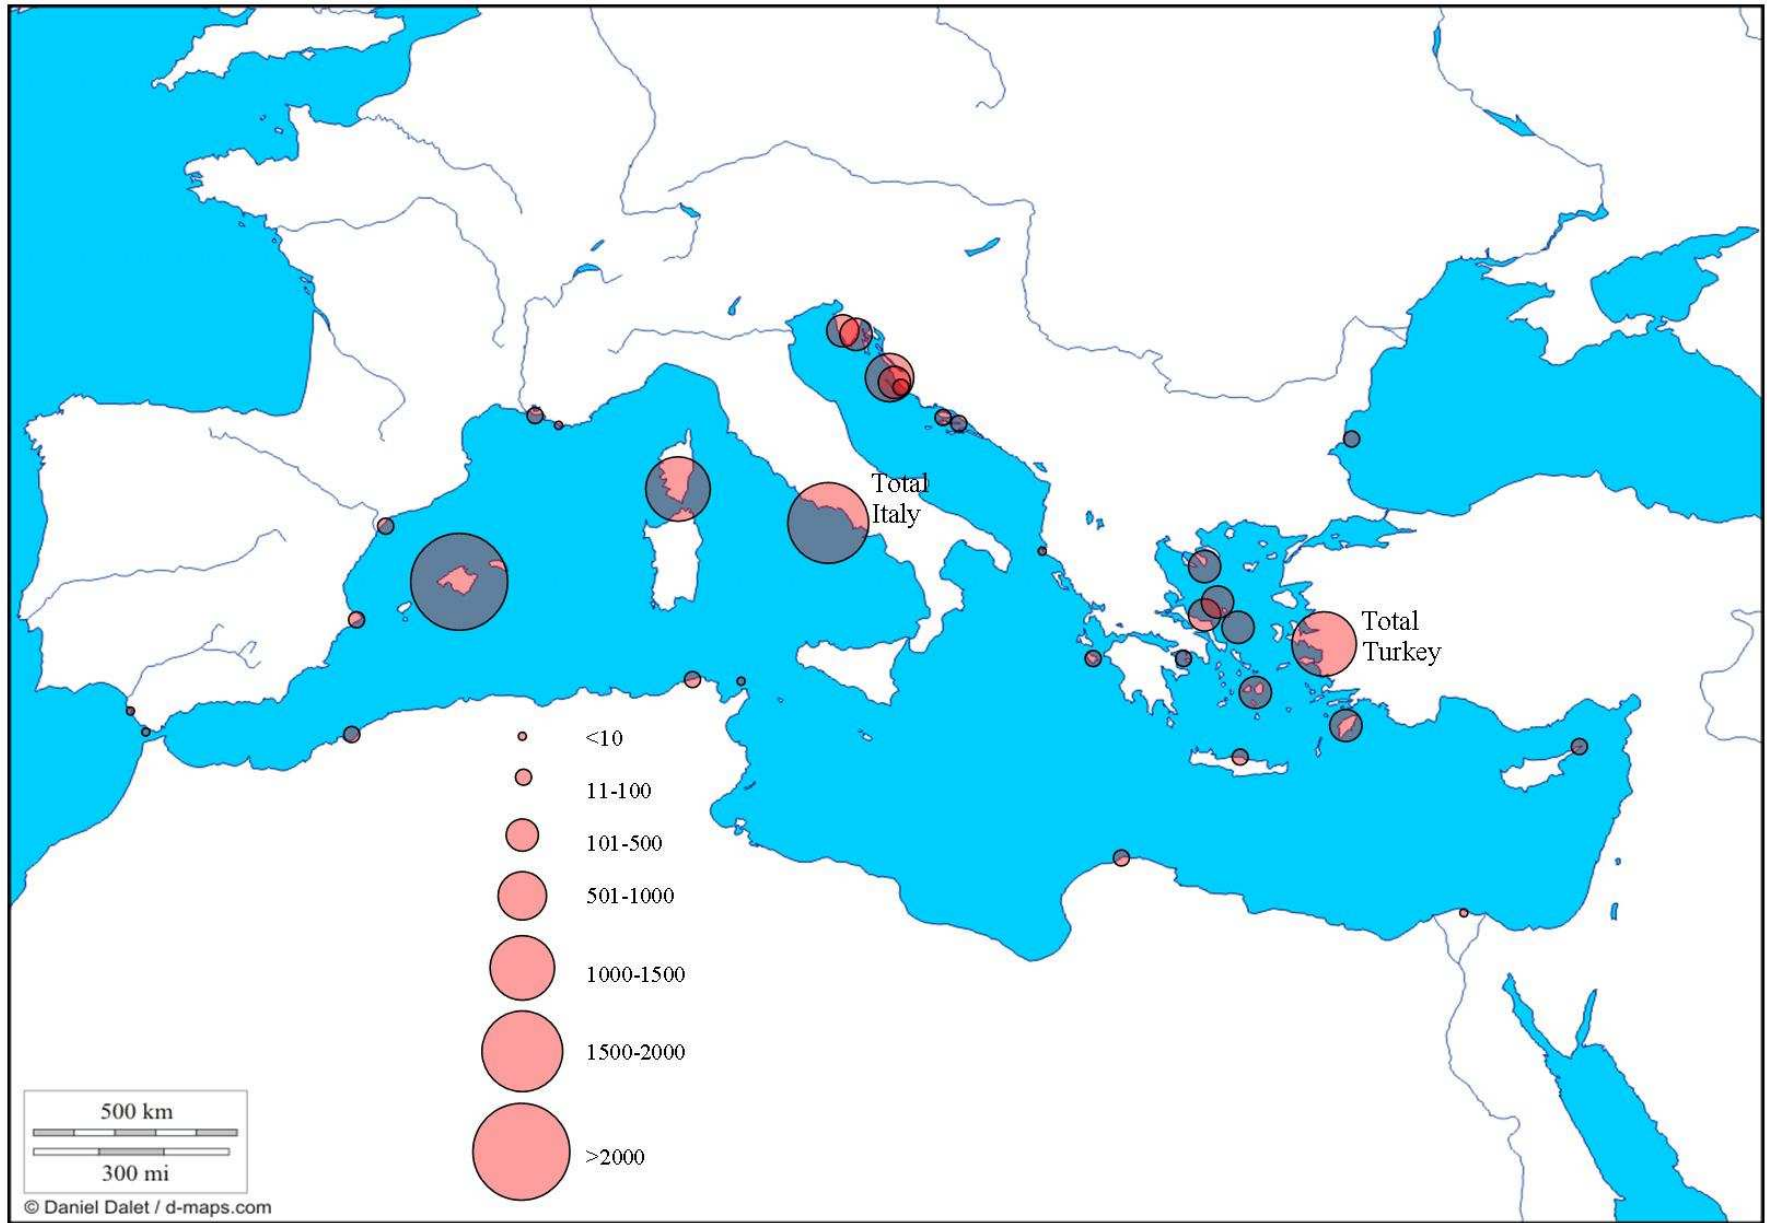 Total
Italy
Total
Turkey
<10
11-100
101-500
501-1000
1000-1500
1500-2000
>2000
500 km
300 mi
© Daniel Dalet / d-maps.com